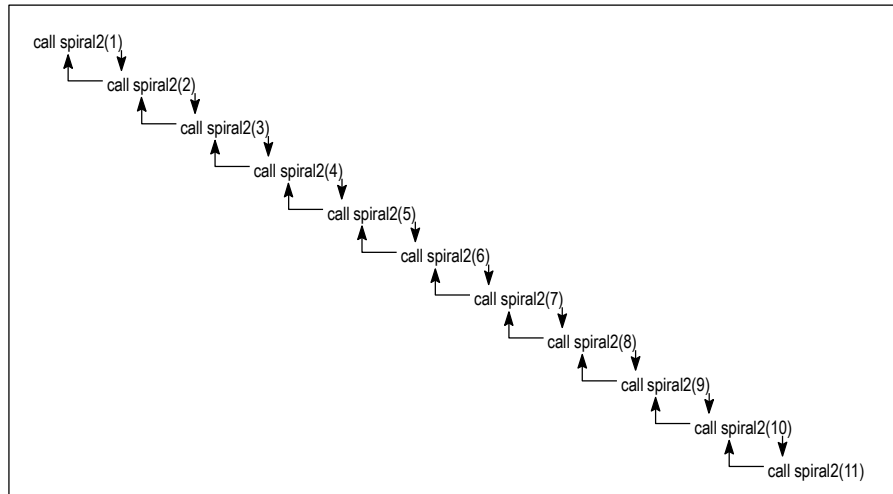 call spiral2(1)
call spiral2(2)
call spiral2(3)
call spiral2(4)
call spiral2(5)
call spiral2(6)
call spiral2(7)
call spiral2(8)
call spiral2(9)
call spiral2(10)
call spiral2(11)